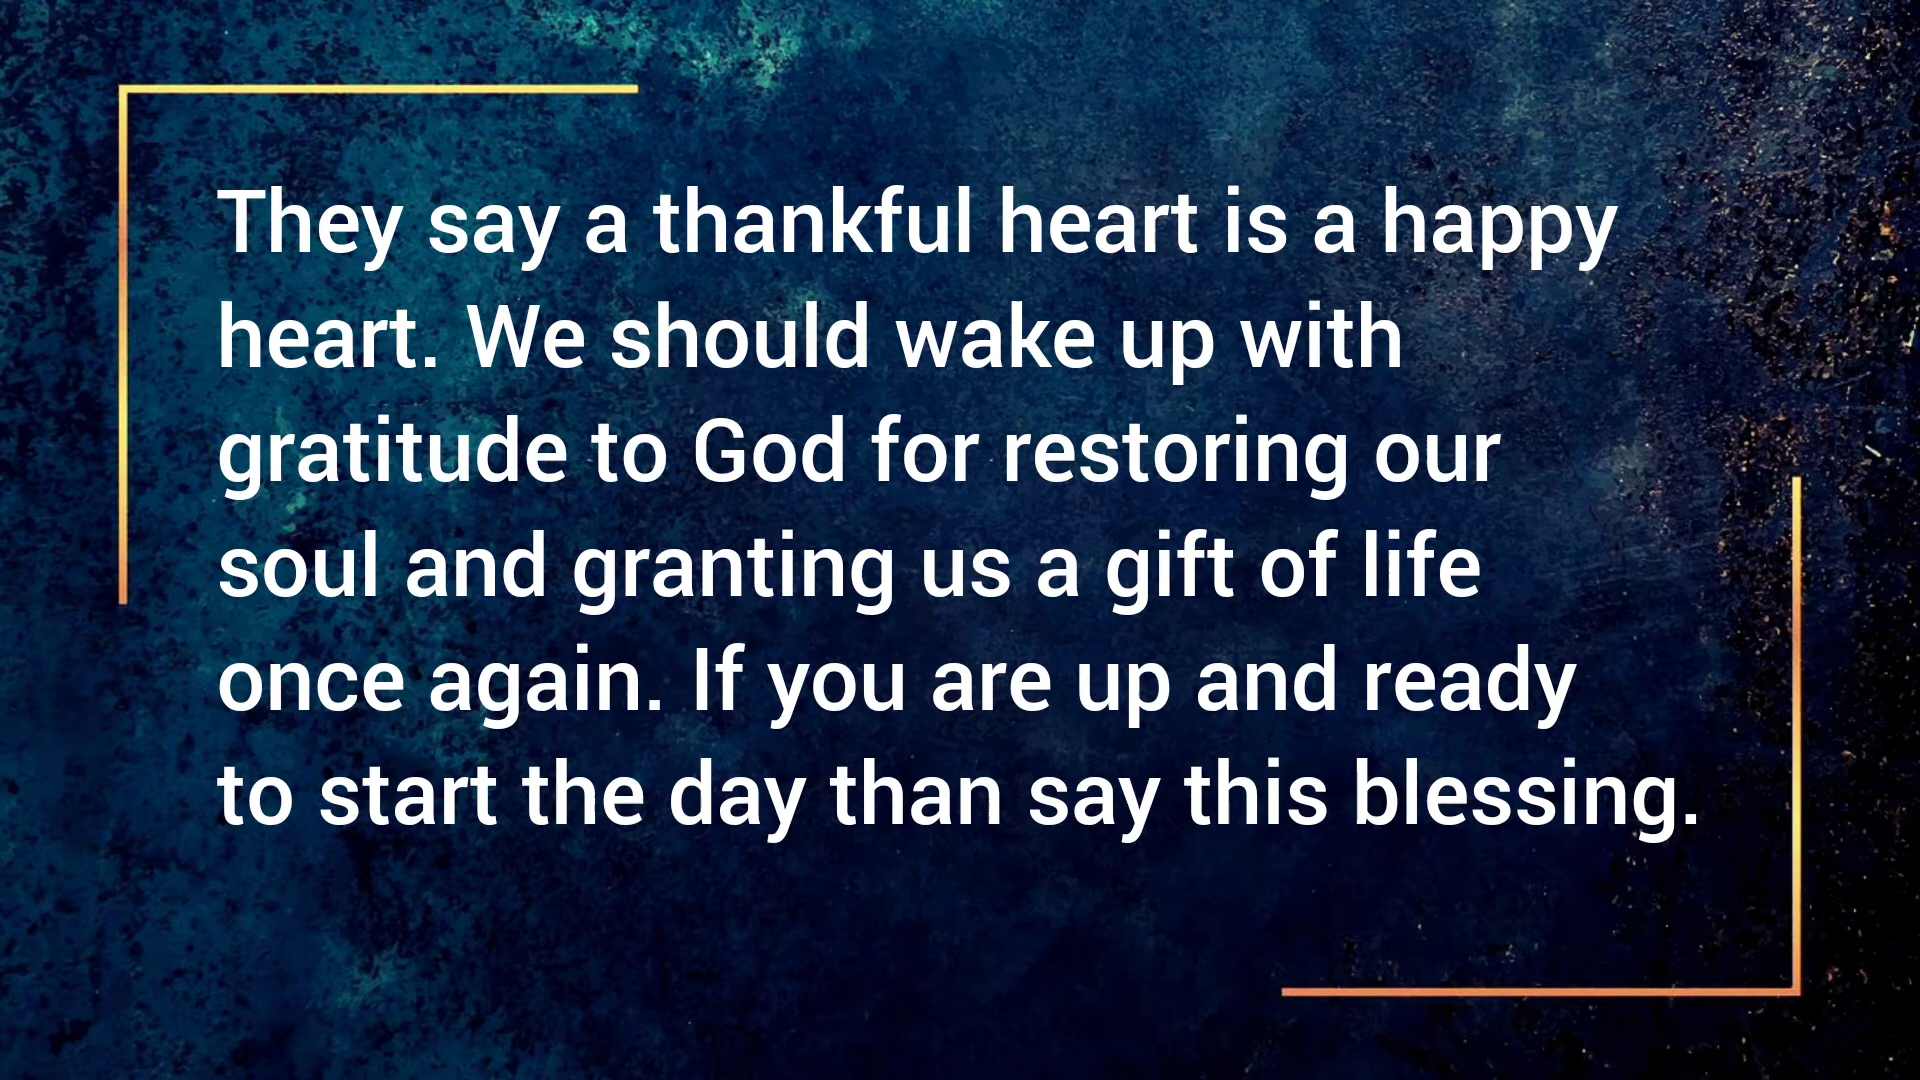 They say a thankful heart is a happy
heart. We should wake up with
gratitude to God for restoring our
soul and granting us a gift of life
once again. If you are up and ready
to start the day than say this blessing.